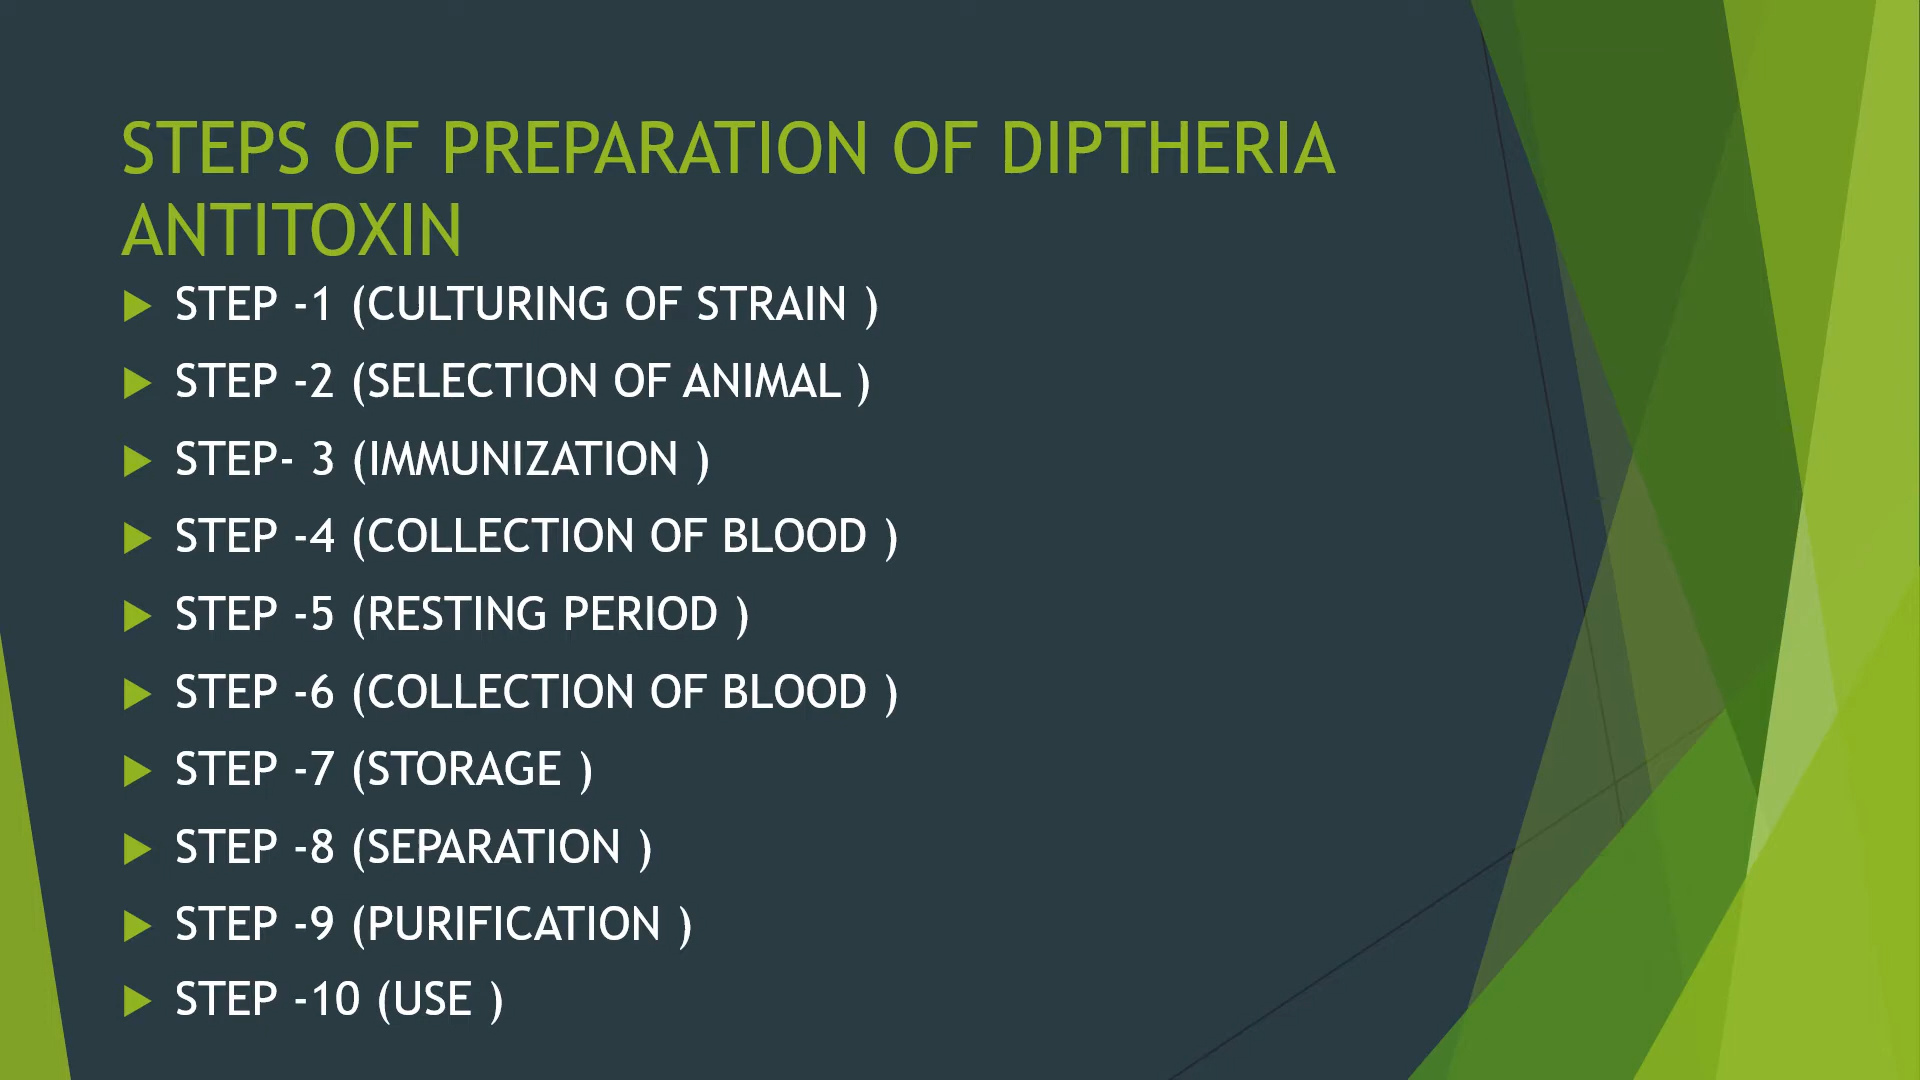 STEPS OF PREPARATION OF DIPTHERIA
ANTITOXIN
STEP -1 (CULTURING OF STRAIN )
STEP -2 (SELECTION OF ANIMAL )
STEP- 3 (IMMUNIZATION )
STEP -4 (COLLECTION OF BLOOD )
STEP -5 (RESTING PERIOD )
STEP -6 (COLLECTION OF BLOOD )
STEP -7 (STORAGE )
STEP -8 (SEPARATION )
STEP -9 (PURIFICATION )
STEP -10 (USE )